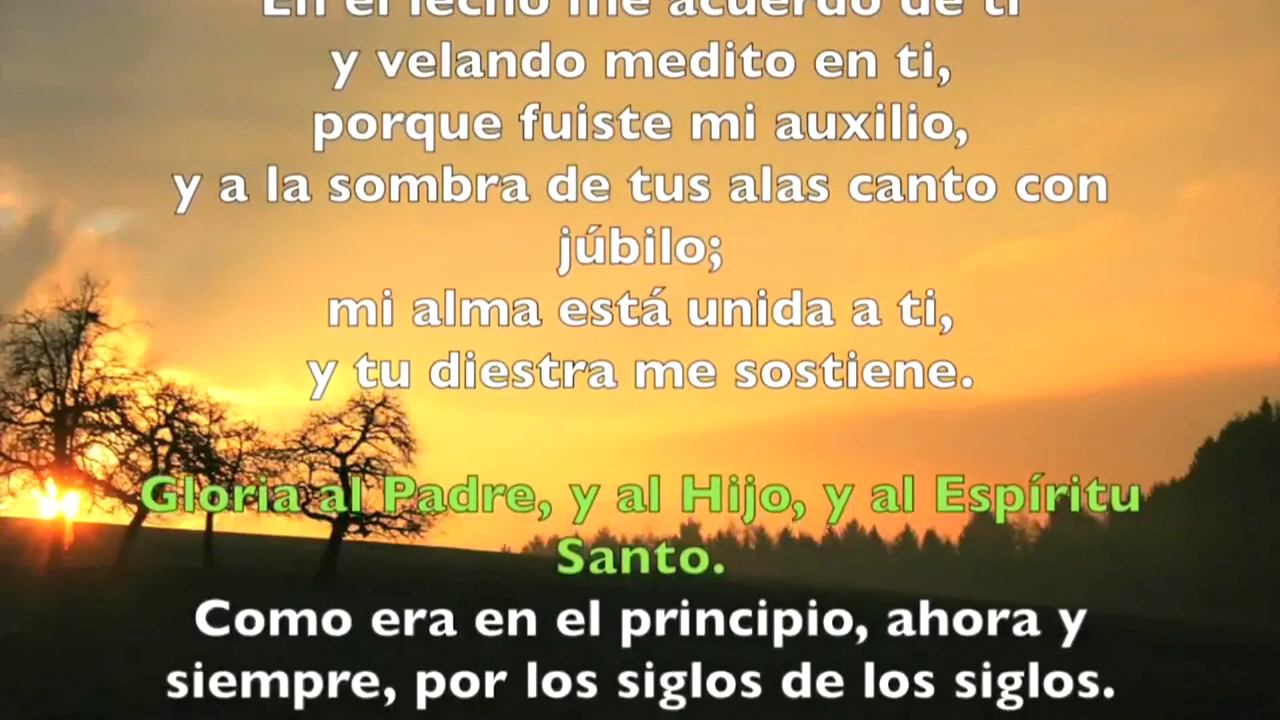 En el lecho me acuerdo de ti
y velando medito en ti,
porque fuiste mi auxilio,
y a la sombra de tus alas canto con
júbilo;
mi alma está unida a ti,
y tu diestra me sostiene.
Gloria al Padre, y al Hijo, y al Espíritu
Santo.
Como era en el principio, ahora y
siempre, por los siglos de los siglos.